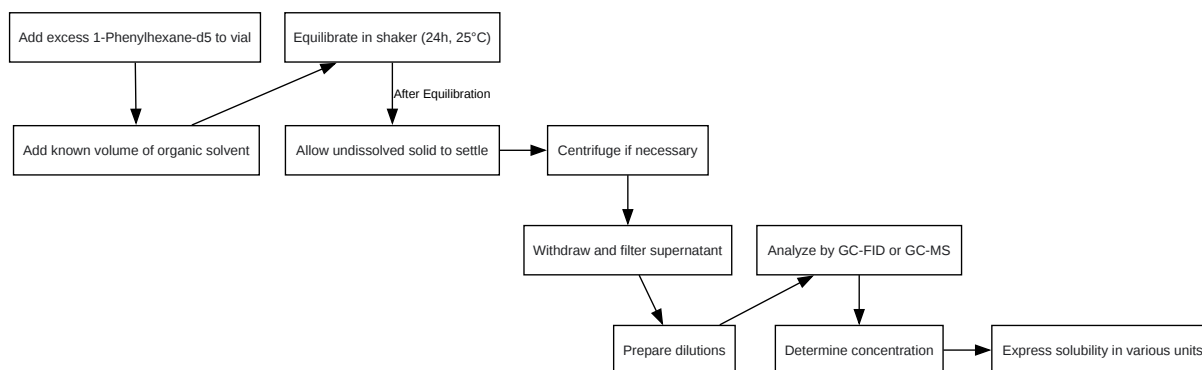 Add excess 1-Phenylhexane-d5 to vial
Equilibrate in shaker (24h, 25°C)
After Equilibration
Add known volume of organic solvent
Allow undissolved solid to settle
Centrifuge if necessary
Withdraw and filter supernatant
Analyze by GC-FID or GC-MS
Prepare dilutions
Determine concentration
Express solubility in various units